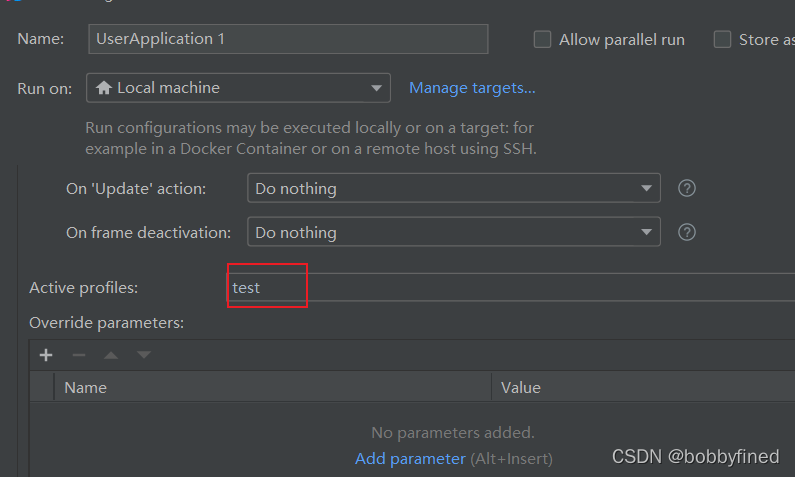 Name: UserApplication 1 Allow parallel run Store as
Run on: Local machine Manage targets...
Run configurations may be executed locally or on a target: for
example in a Docker Container or on a remote host using SSH.
On 'Update' action: Do nothing ?
On frame deactivation: Do nothing ?
Active profiles: test
Override parameters:
Name Value
No parameters added.
Add parameter (Alt+Insert)
CSDN @bobbyfined